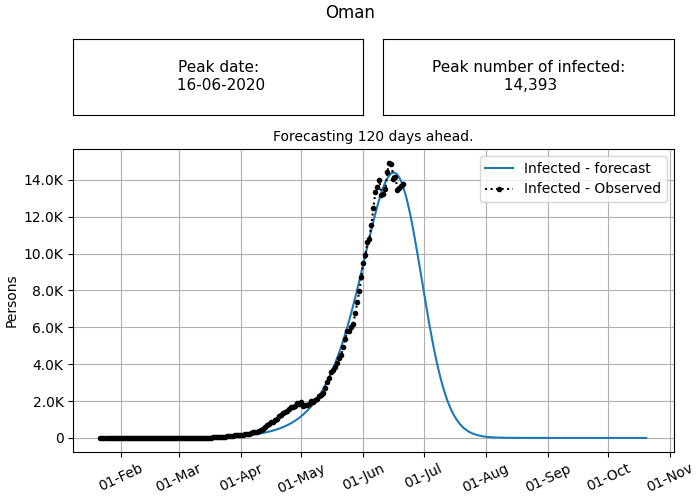 Oman
Peak date:
16-06-2020
Peak number of infected:
14,393
Forecasting 120 days ahead.
Infected - forecast
Infected - Observed
Persons
14.0K
12.0K
10.0K
8.0K
6.0K
4.0K
2.0K
0
01-Feb
01-Mar
01-Apr
01-May
01-Jun
01-Jul
01-Aug
01-Sep
01-Oct
01-Nov